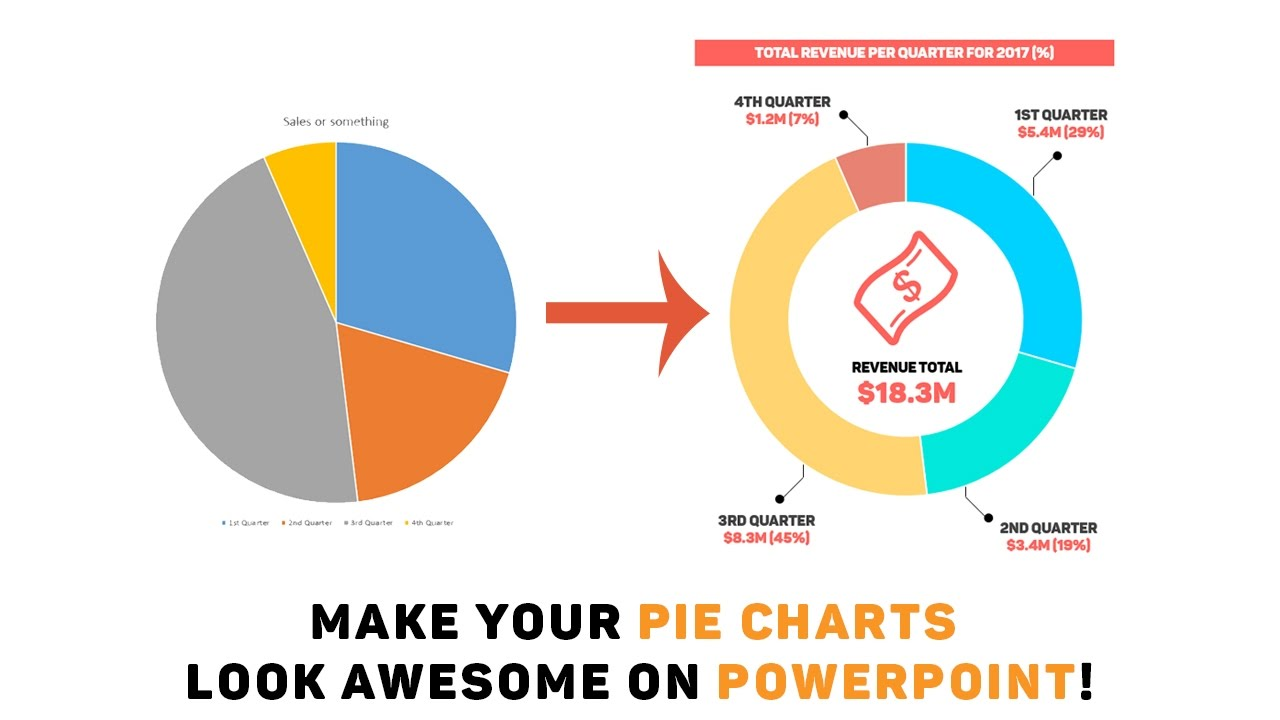 TOTAL REVENUE PER QUARTER FOR 2017 (%)
Sales or something
1st Quarter 2nd Quarter 3rd Quarter 4th Quarter
4TH QUARTER
$1.2M (7%)
1ST QUARTER
$5.4M (29%)
$
REVENUE TOTAL
$18.3M
3RD QUARTER
$8.3M (45%)
2ND QUARTER
$3.4M (19%)
MAKE YOUR PIE CHARTS
LOOK AWESOME ON POWERPOINT!